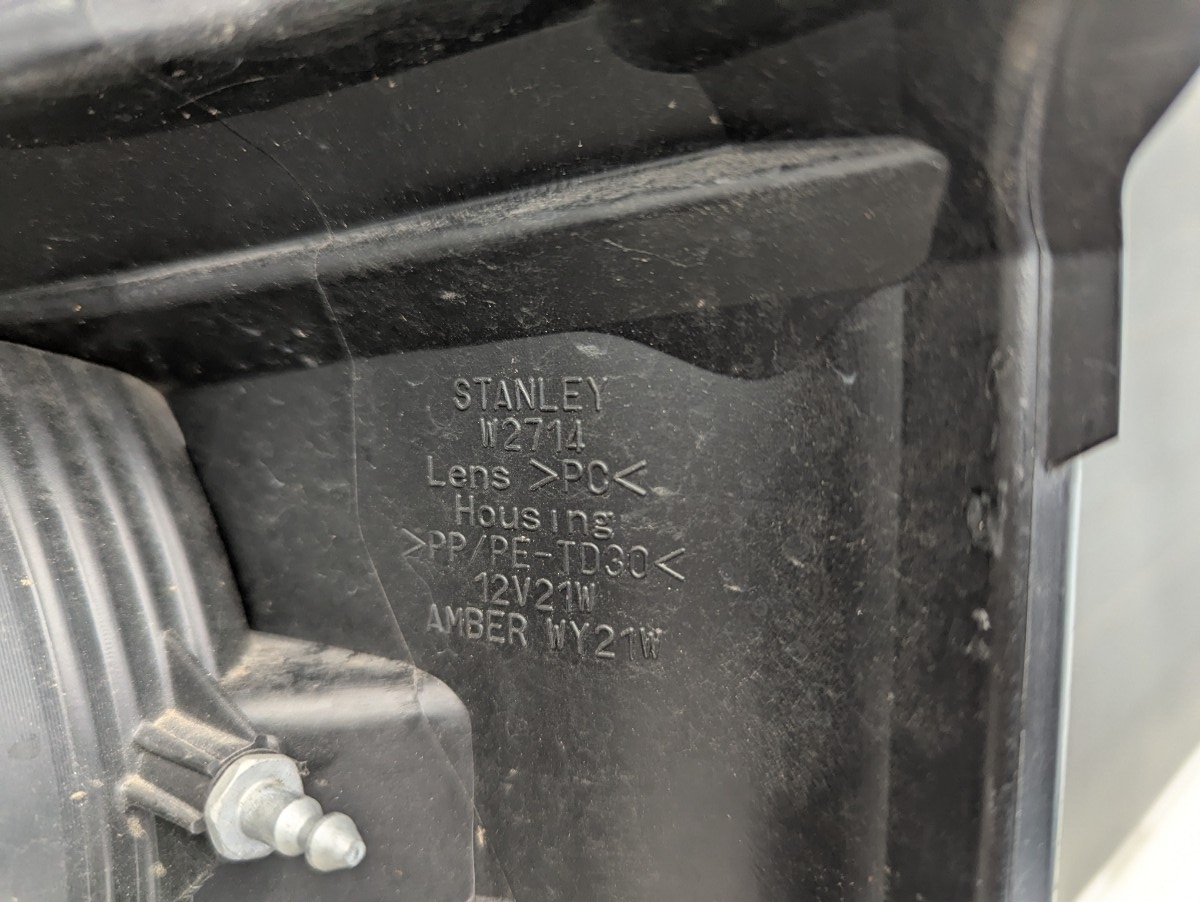 STANLEY
W2714
Lens >PC<
Housing
>PP/PE-TD30<
12V21W
AMBER WY21W